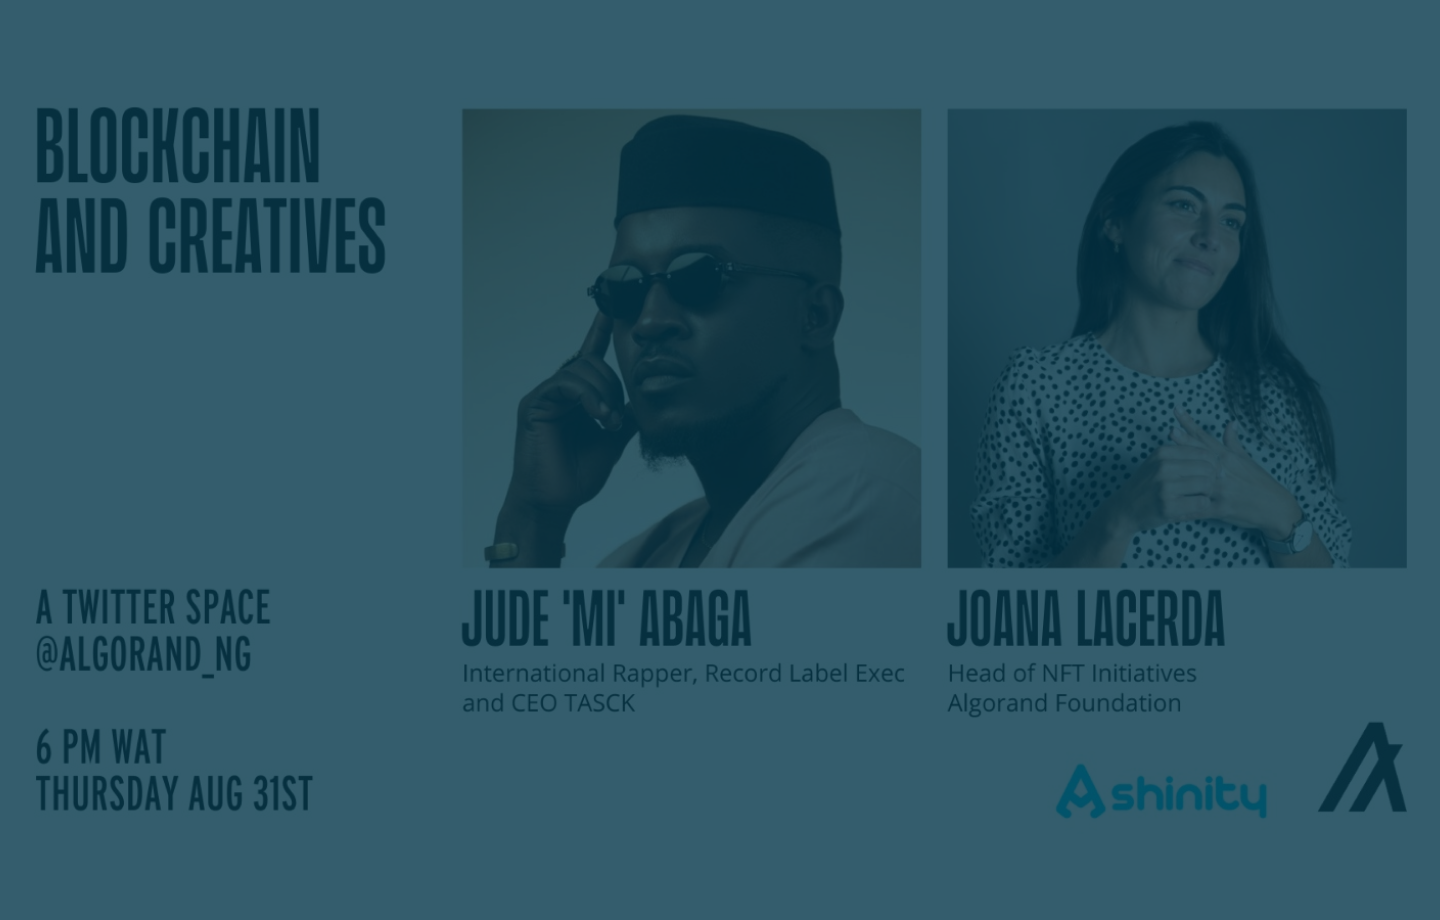 BLOCKCHAIN
AND CREATIVES
A TWITTER SPACE
@ALGORAND_NG
6 PM WAT
THURSDAY AUG 31ST
JUDE 'MI' ABAGA
International Rapper, Record Label Exec
and CEO TASCK
JOANA LACERDA
Head of NFT Initiatives
Algorand Foundation
Ashinity